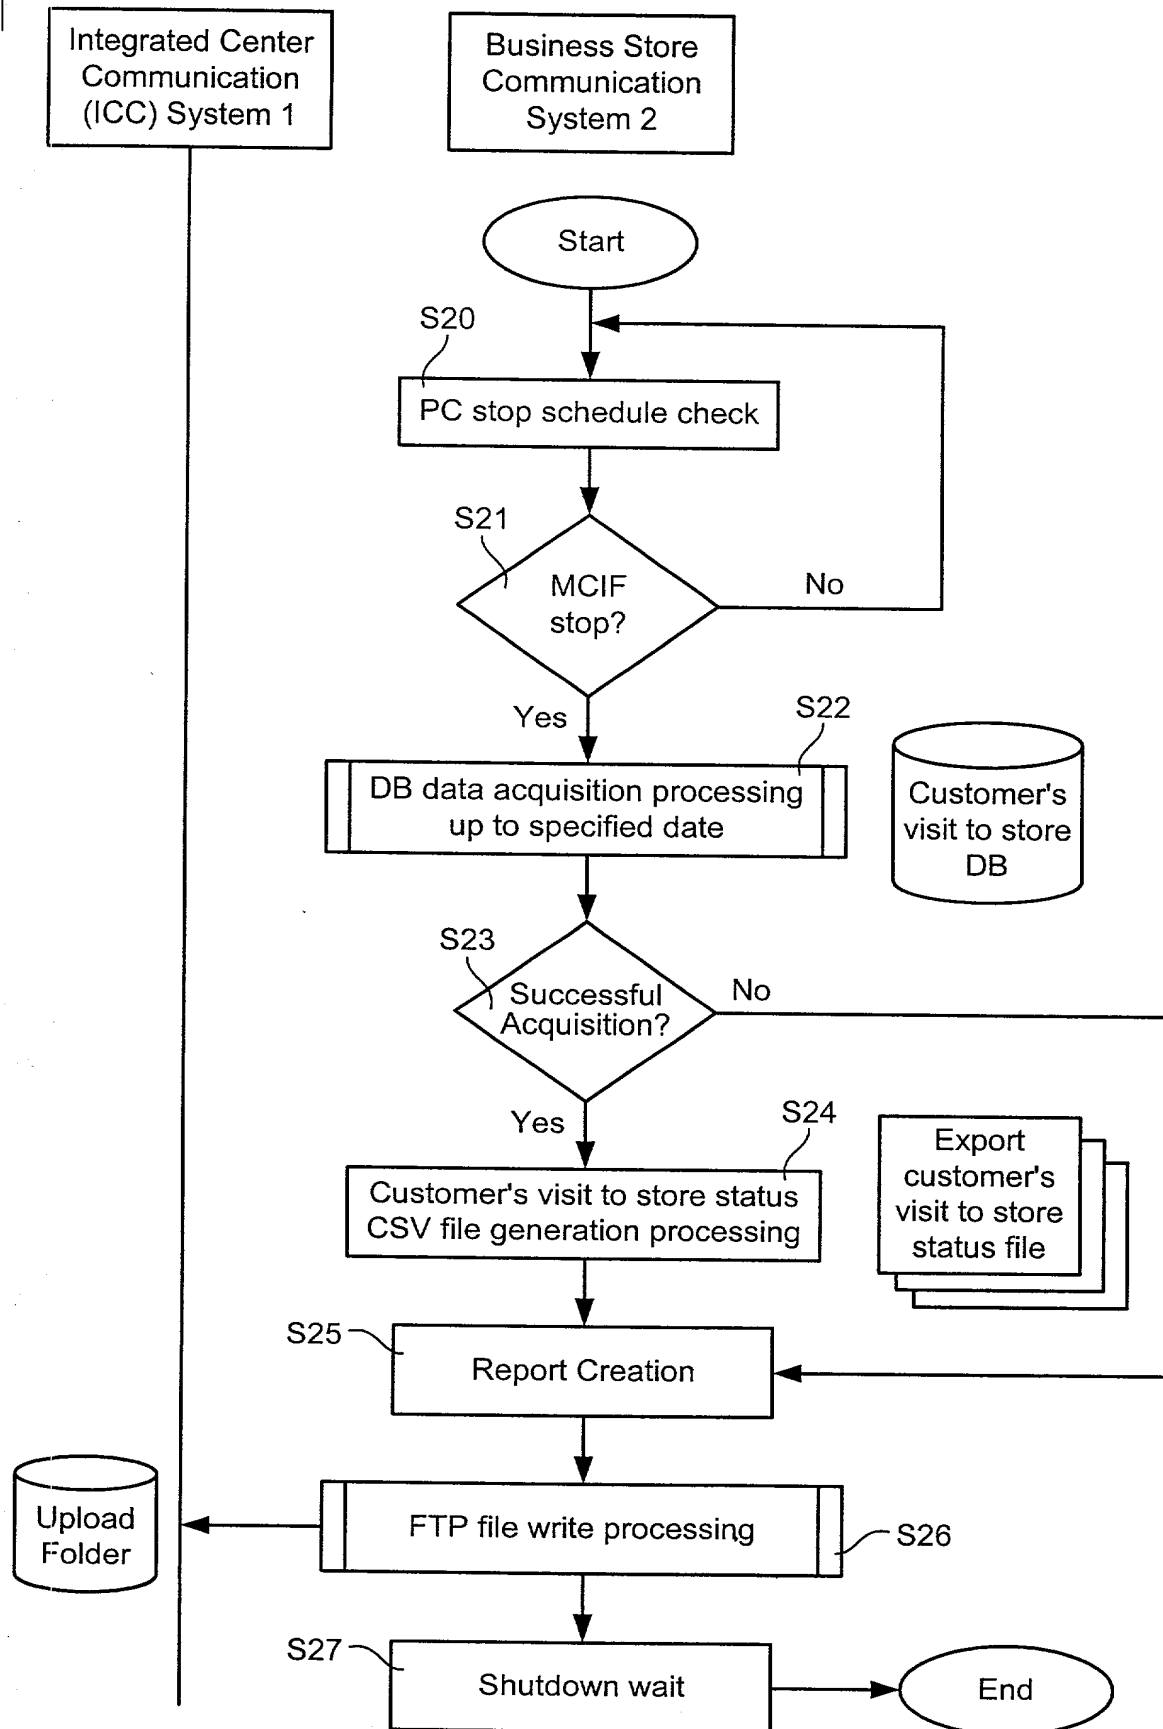 Integrated Center
Communication
(ICC) System 1
Business Store
Communication
System 2
Start
S20
PC stop schedule check
S21
MCIF
stop?
No
Yes
S22
DB data acquisition processing
up to specified date
Customer's
visit to store
DB
S23
Successful
Acquisition?
No
Yes
S24
Customer's visit to store status
CSV file generation processing
Export
customer's
visit to store
status file
S25
Report Creation
Upload
Folder
FTP file write processing
S26
S27
Shutdown wait
End